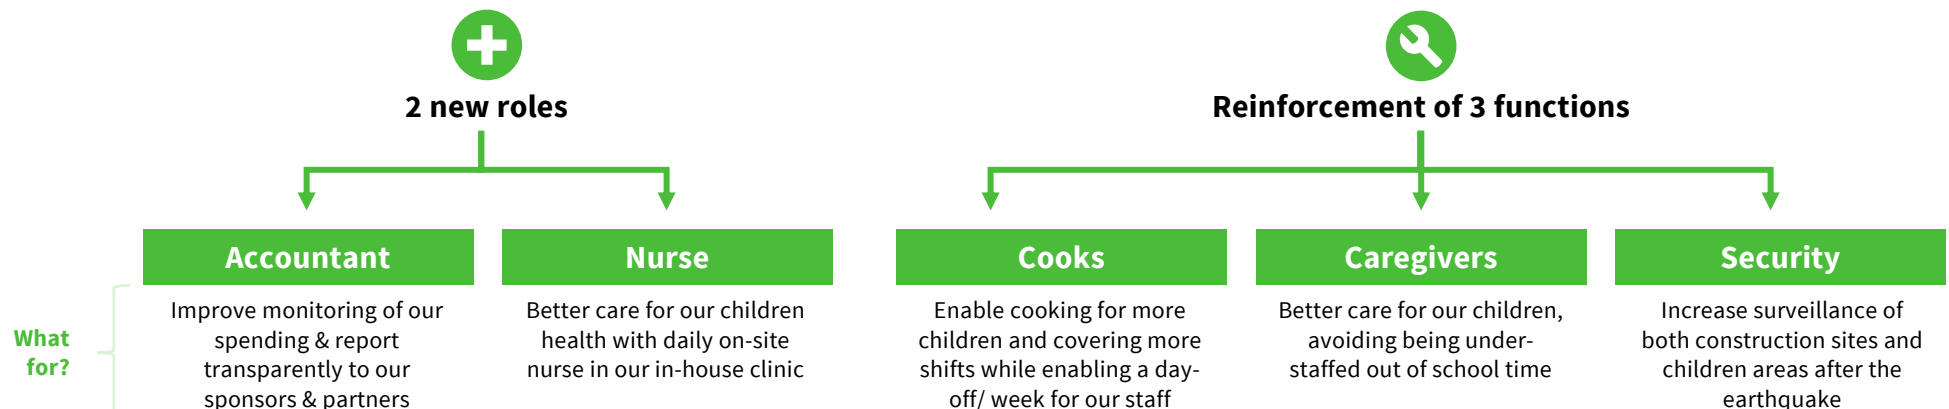 2 new roles
Reinforcement of 3 functions
Accountant
Nurse
Cooks
Caregivers
Security
What
for?
Improve monitoring of our
spending & report
transparently to our
sponsors & partners
Better care for our children
health with daily on-site
nurse in our in-house clinic
Enable cooking for more
children and covering more
shifts while enabling a day-
off/ week for our staff
Better care for our children,
avoiding being under-
staffed out of school time
Increase surveillance of
both construction sites and
children areas after the
earthquake